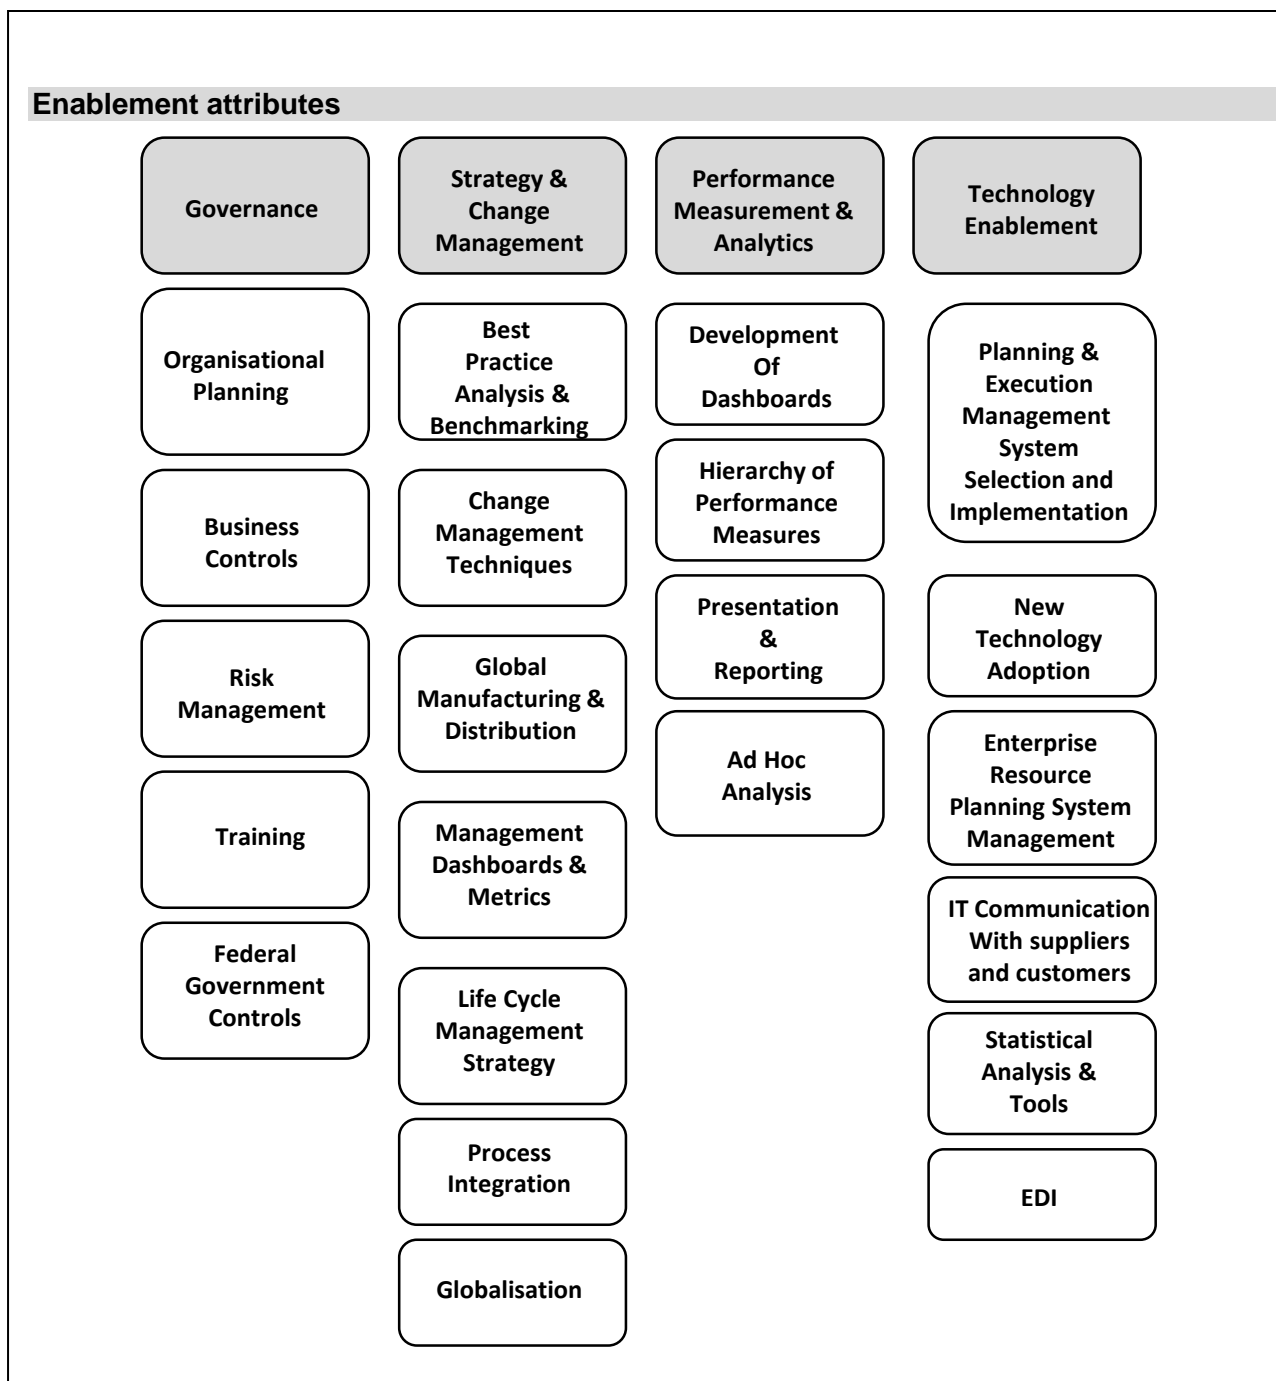 Enablement attributes
Governance
Organisational
Planning
Business
Controls
Risk
Management
Training
Federal
Government
Controls
Strategy &
Change
Management
Best
Practice
Analysis &
Benchmarking
Change
Management
Techniques
Global
Manufacturing &
Distribution
Management
Dashboards &
Metrics
Life Cycle
Management
Strategy
Process
Integration
Globalisation
Performance
Measurement &
Analytics
Development
Of
Dashboards
Hierarchy of
Performance
Measures
Presentation
&
Reporting
Ad Hoc
Analysis
Technology
Enablement
Planning &
Execution
Management
System
Selection and
Implementation
New
Technology
Adoption
Enterprise
Resource
Planning System
Management
IT Communication
With suppliers
and customers
Statistical
Analysis &
Tools
EDI